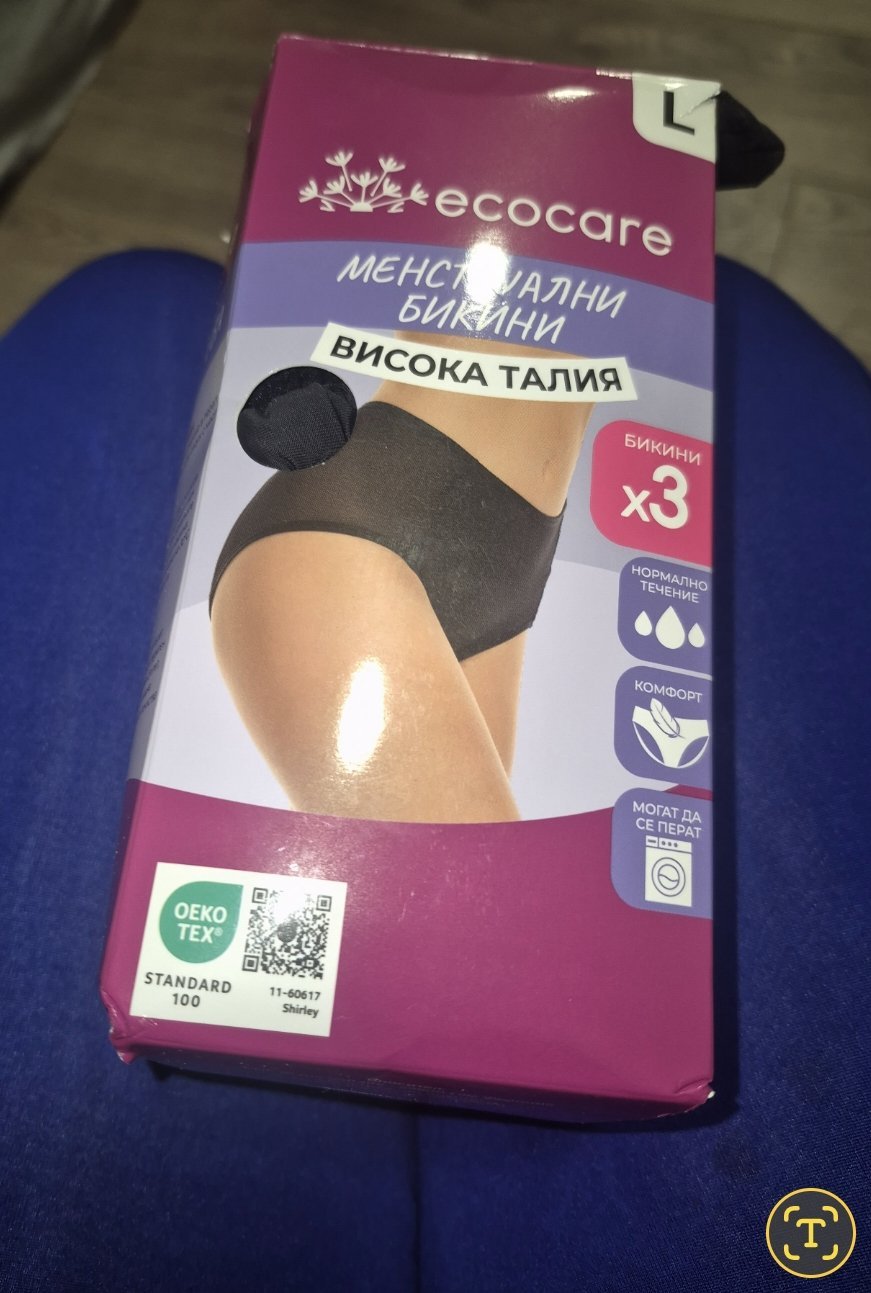 L
ecocare
МЕНСТРУАЛНИ
БИКИНИ
ВИСОКА ТАЛИЯ
БИКИНИ
x3
НОРМАЛНО
ТЕЧЕНИЕ
КОМФОРТ
МОГАТ ДА
СЕ ПЕРАТ
OEKO
TEX®
STANDARD
100
11-60617
Shirley